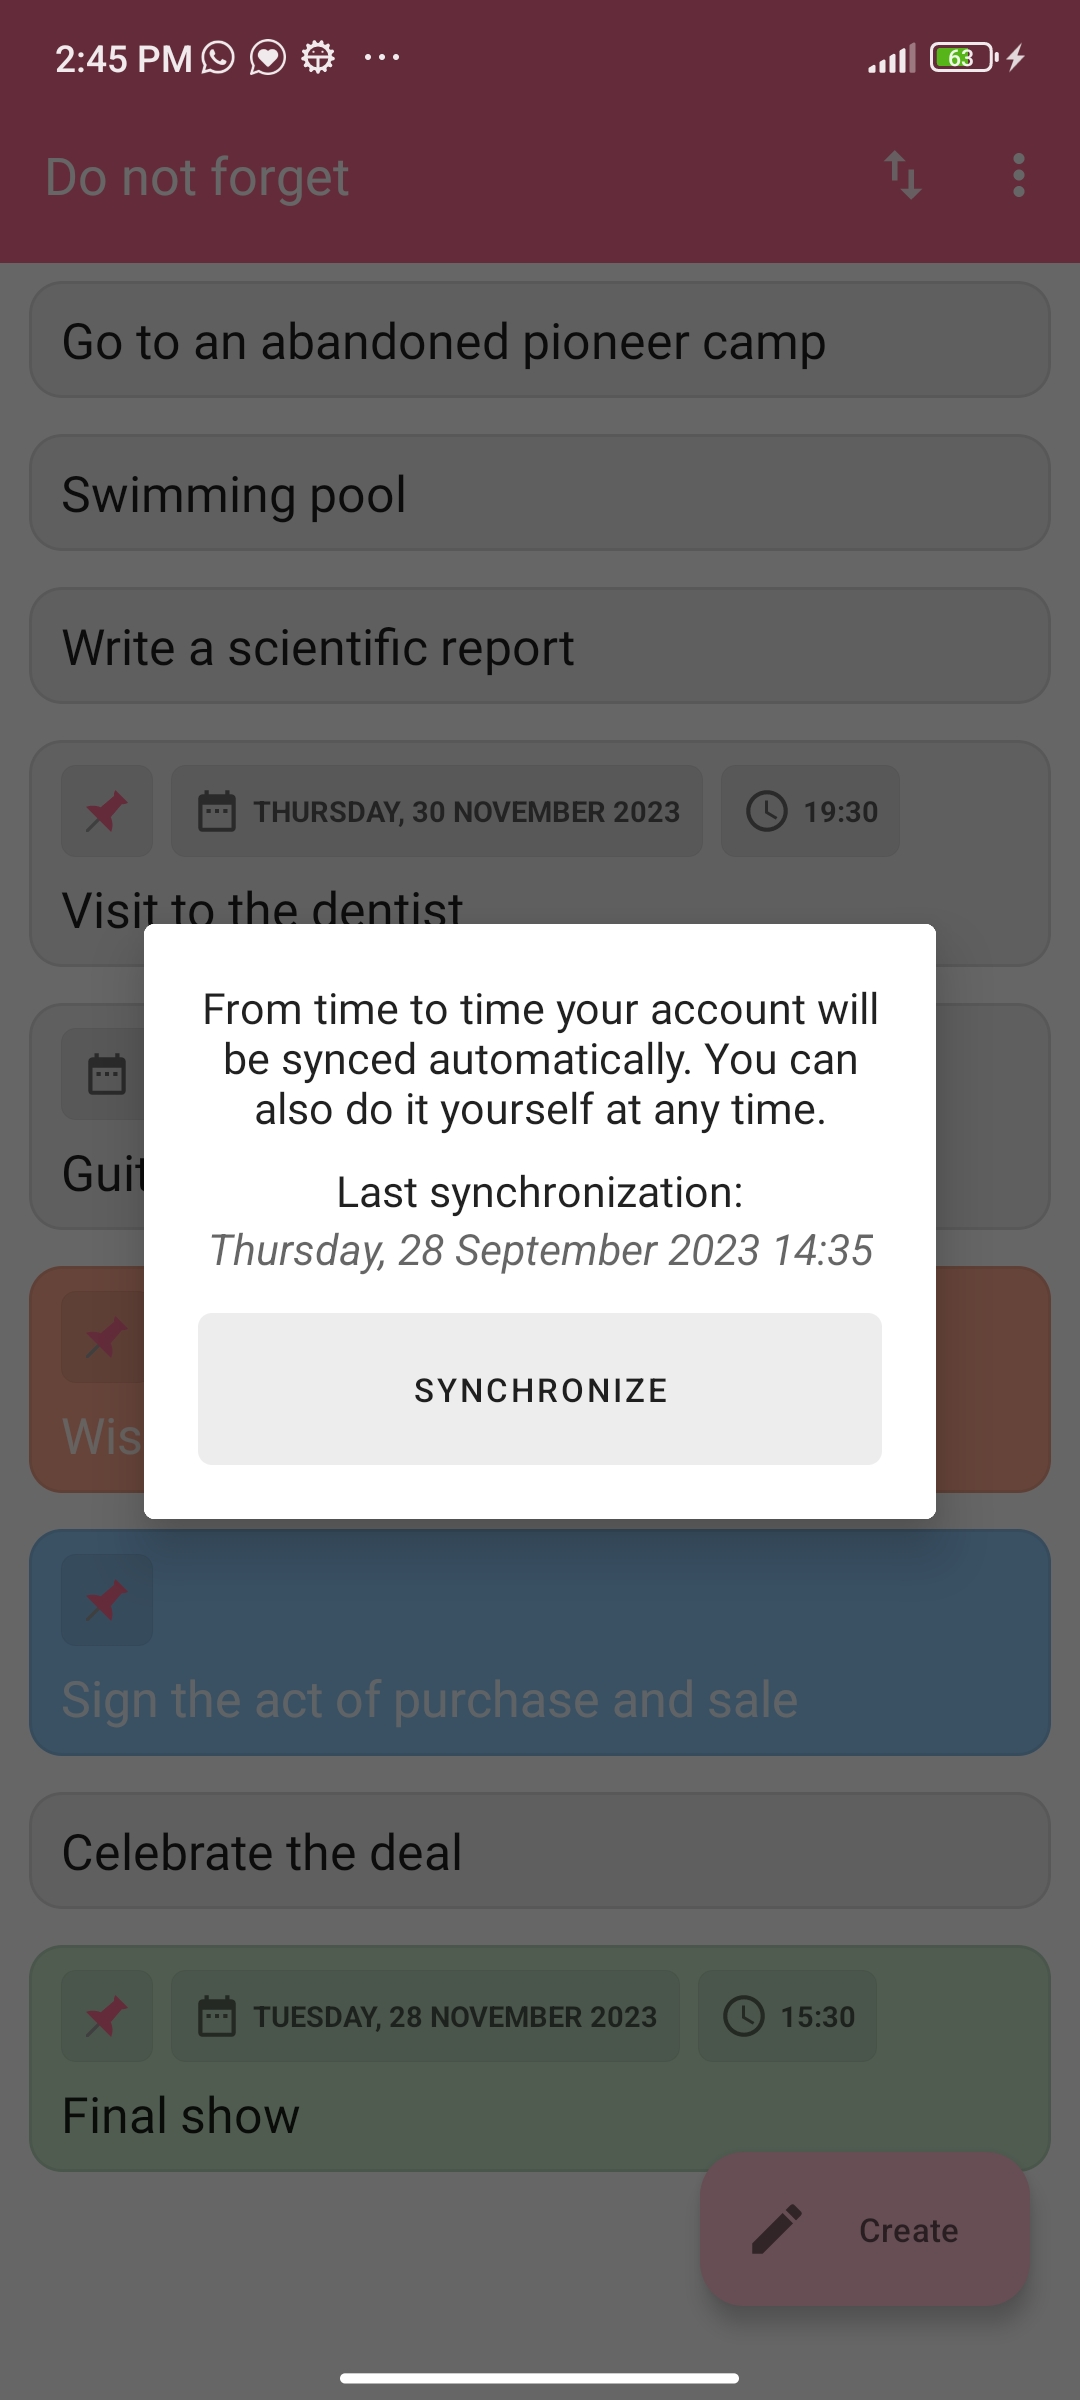 2:45 PM
63
Do not forget
Go to an abandoned pioneer camp
Swimming pool
Write a scientific report
THURSDAY, 30 NOVEMBER 2023
19:30
Visit to the dentist
From time to time your account will
be synced automatically. You can
also do it yourself at any time.
Last synchronization:
Thursday, 28 September 2023 14:35
SYNCHRONIZE
Sign the act of purchase and sale
Celebrate the deal
TUESDAY, 28 NOVEMBER 2023
15:30
Final show
Create